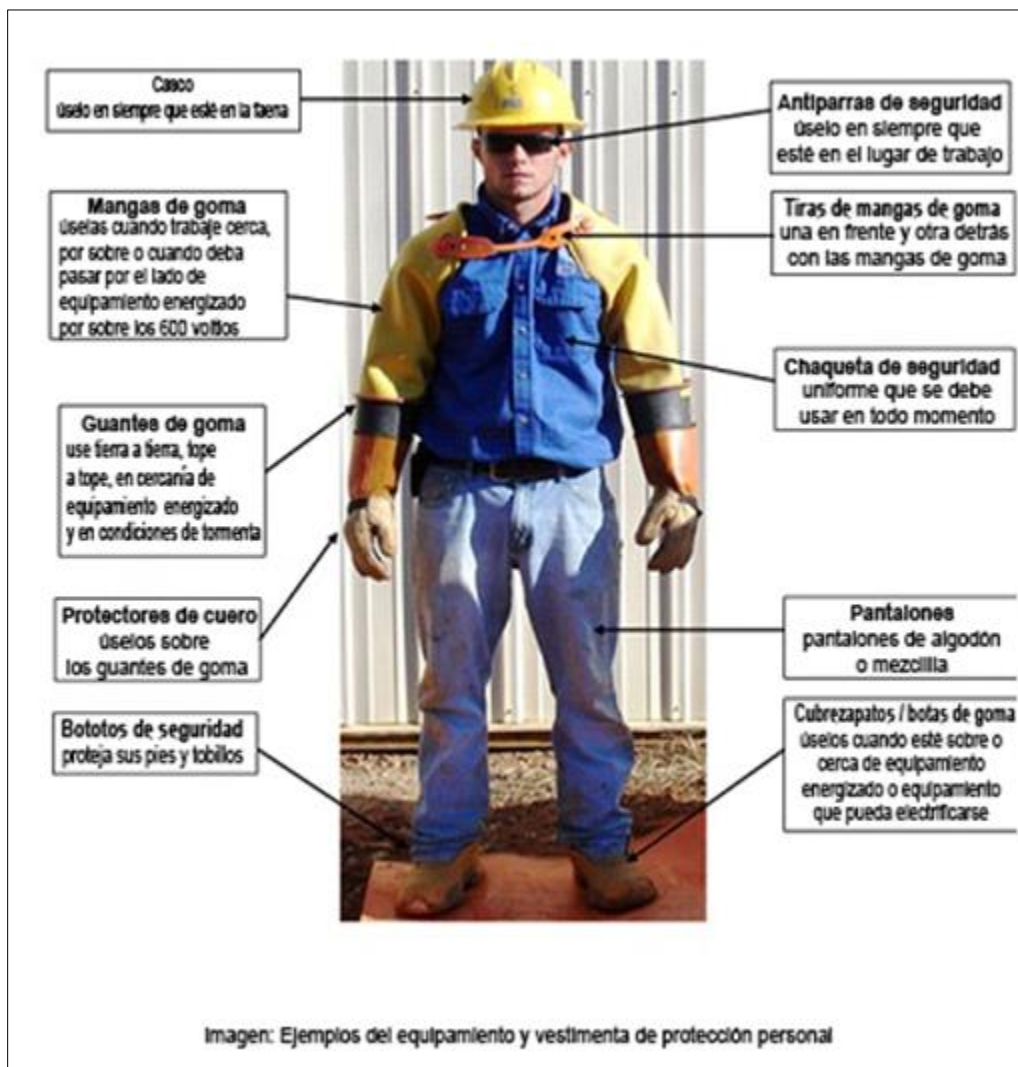 Casco
úselo en siempre que esté en la faena
Mangas de goma
úselas cuando trabaje cerca,
por sobre o cuando deba
pasar por el lado de
equipamiento energizado
por sobre los 600 voltios
Guantes de goma
use tierra a tierra, tope
a tope, en cercanía de
equipamiento energizado
y en condiciones de tormenta
Protectores de cuero
úselos sobre
los guantes de goma
Bototos de seguridad
proteja sus pies y tobillos
Antiparras de seguridad
úselo en siempre que
esté en el lugar de trabajo
Tiras de mangas de goma
una en frente y otra detrás
con las mangas de goma
Chaqueta de seguridad
uniforme que se debe
usar en todo momento
Pantalones
pantalones de algodón
o mezclilla
Cubrezapatos / botas de goma
úselos cuando esté sobre o
cerca de equipamiento
energizado o equipamiento
que pueda electrificarse
Imagen: Ejemplos del equipamiento y vestimenta de protección personal